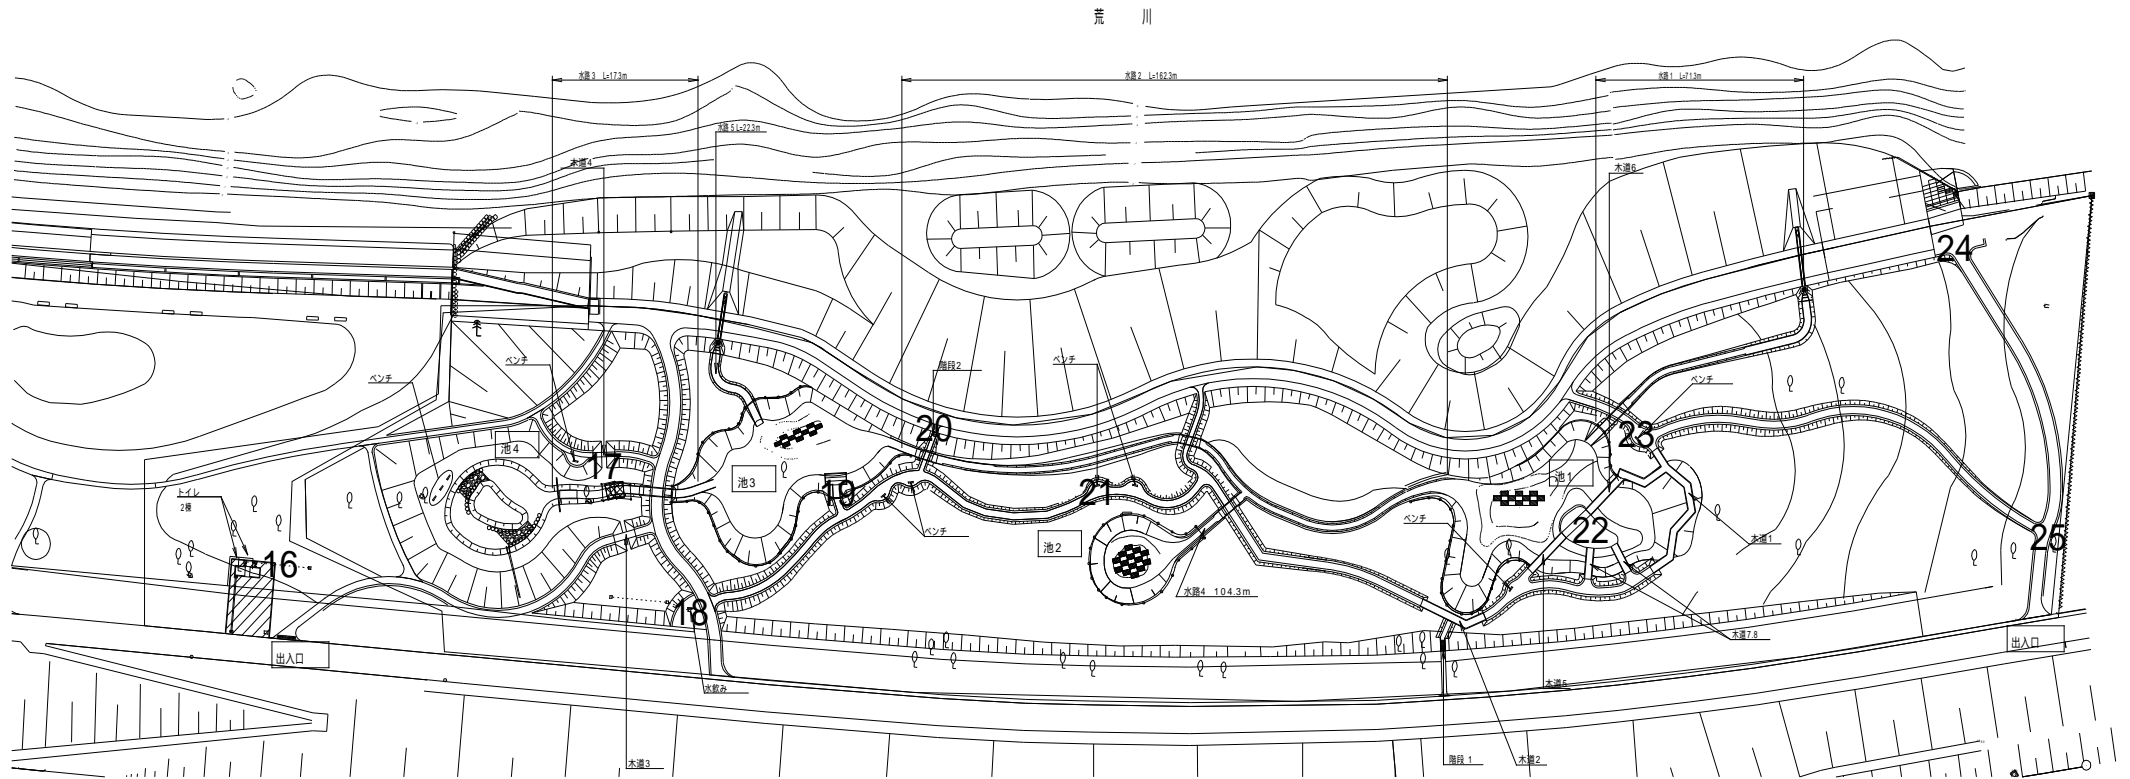 荒 川
水路3 L=17.3m
水路2 L=162.3m
水路1 L=71.3m
水路5 L=22.3m
木道4
木道6
24
ベンチ
ベンチ
階段2
ベンチ
ベンチ
20
23
池4
17
池3
19
21
池1
トイレ
2棟
16
ベンチ
池2
ベンチ
22
木道1
25
18
水路4 104.3m
出入口
木道7.8
出入口
水飲み
木道5
木道3
階段1
木道2